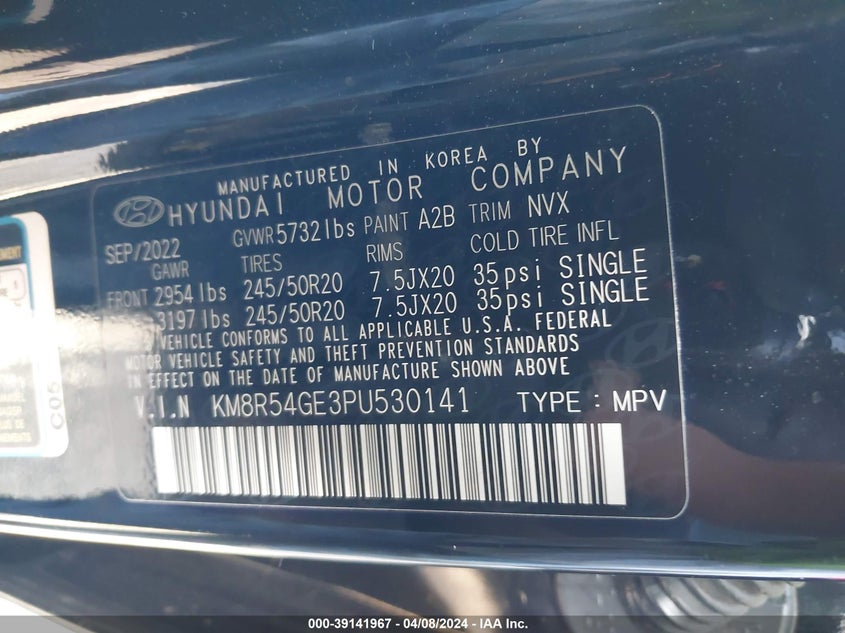 MANUFACTURED IN KOREA BY
HYUNDAI MOTOR COMPANY
SEP/2022 GVWR 5732 lbs PAINT A2B TRIM NVX
GAWR TIRES RIMS COLD TIRE INFL
FRONT 2954 lbs 245/50R20 7.5JX20 35psi SINGLE
3197 lbs 245/50R20 7.5JX20 35psi SINGLE
VEHICLE CONFORMS TO ALL APPLICABLE U.S.A. FEDERAL
MOTOR VEHICLE SAFETY AND THEFT PREVENTION STANDARDS
IN EFFECT ON THE DATE OF MANUFACTURE SHOWN ABOVE
V.I.N KM8R54GE3PU530141 TYPE : MPV
000-39141967 - 04/08/2024 - IAA Inc.